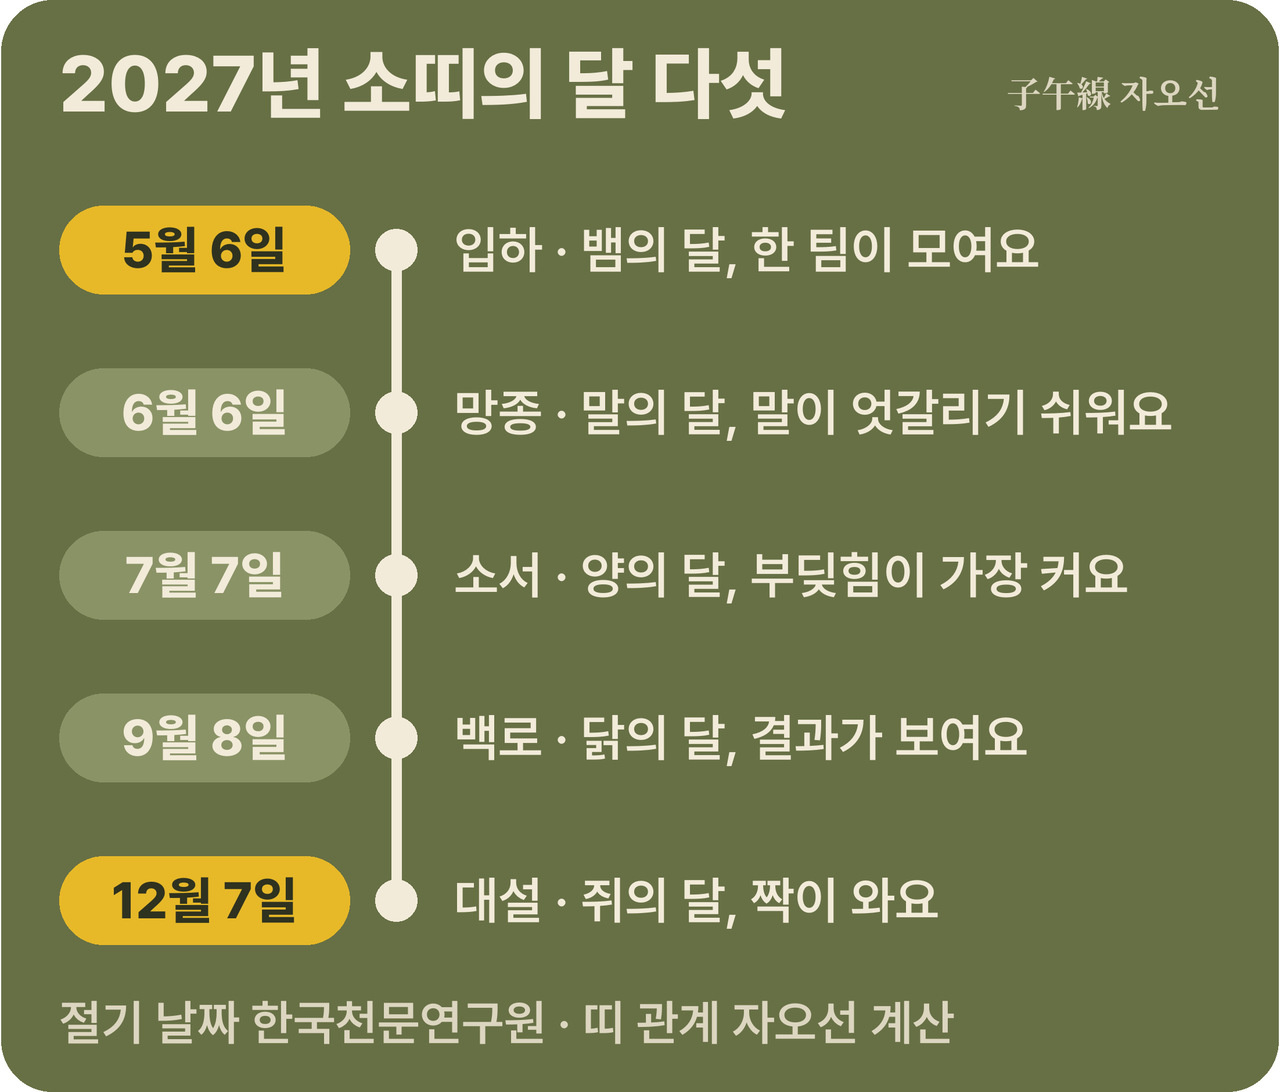 2027년 소띠의 달 다섯
子午線 자오선
5월 6일 입하 · 뱀의 달, 한 팀이 모여요
6월 6일 망종 · 말의 달, 말이 엇갈리기 쉬워요
7월 7일 소서 · 양의 달, 부딪힘이 가장 커요
9월 8일 백로 · 닭의 달, 결과가 보여요
12월 7일 대설 · 쥐의 달, 짝이 와요
절기 날짜 한국천문연구원 · 띠 관계 자오선 계산